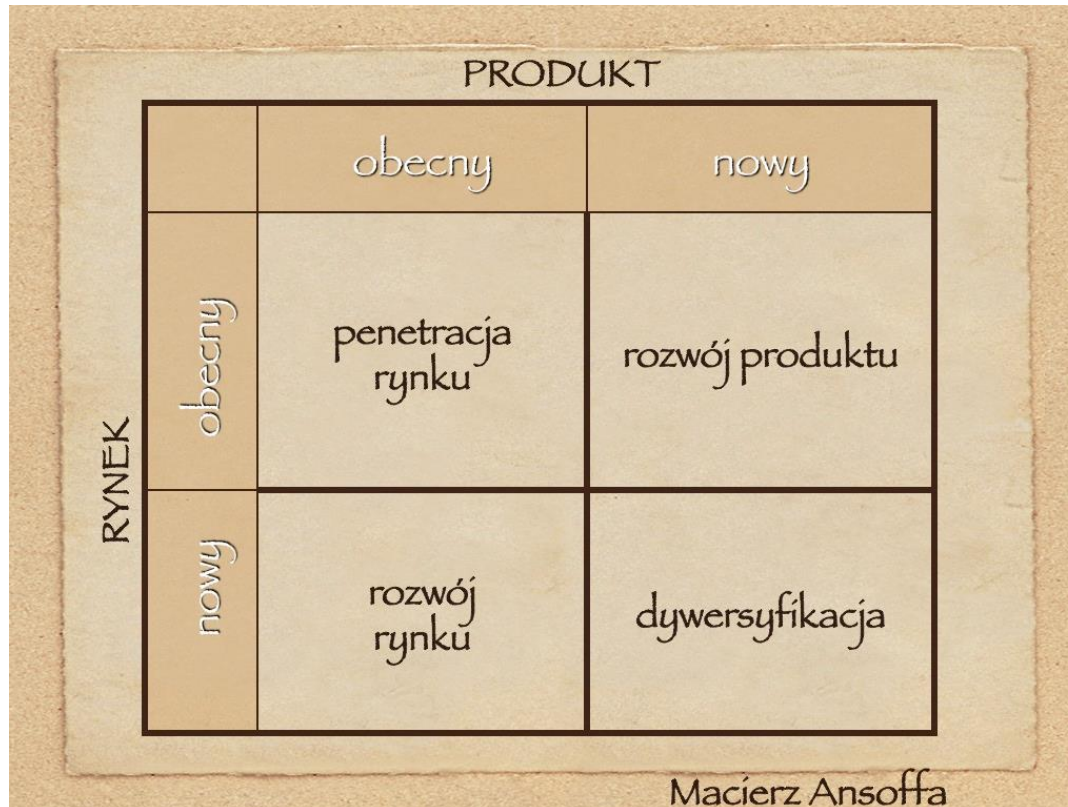 PRODUKT
obecny
nowy
RYNEK
obecny
penetracja
rynku
rozwój produktu
nowy
rozwój
rynku
dywersyfikacja
Macierz Ansoffa